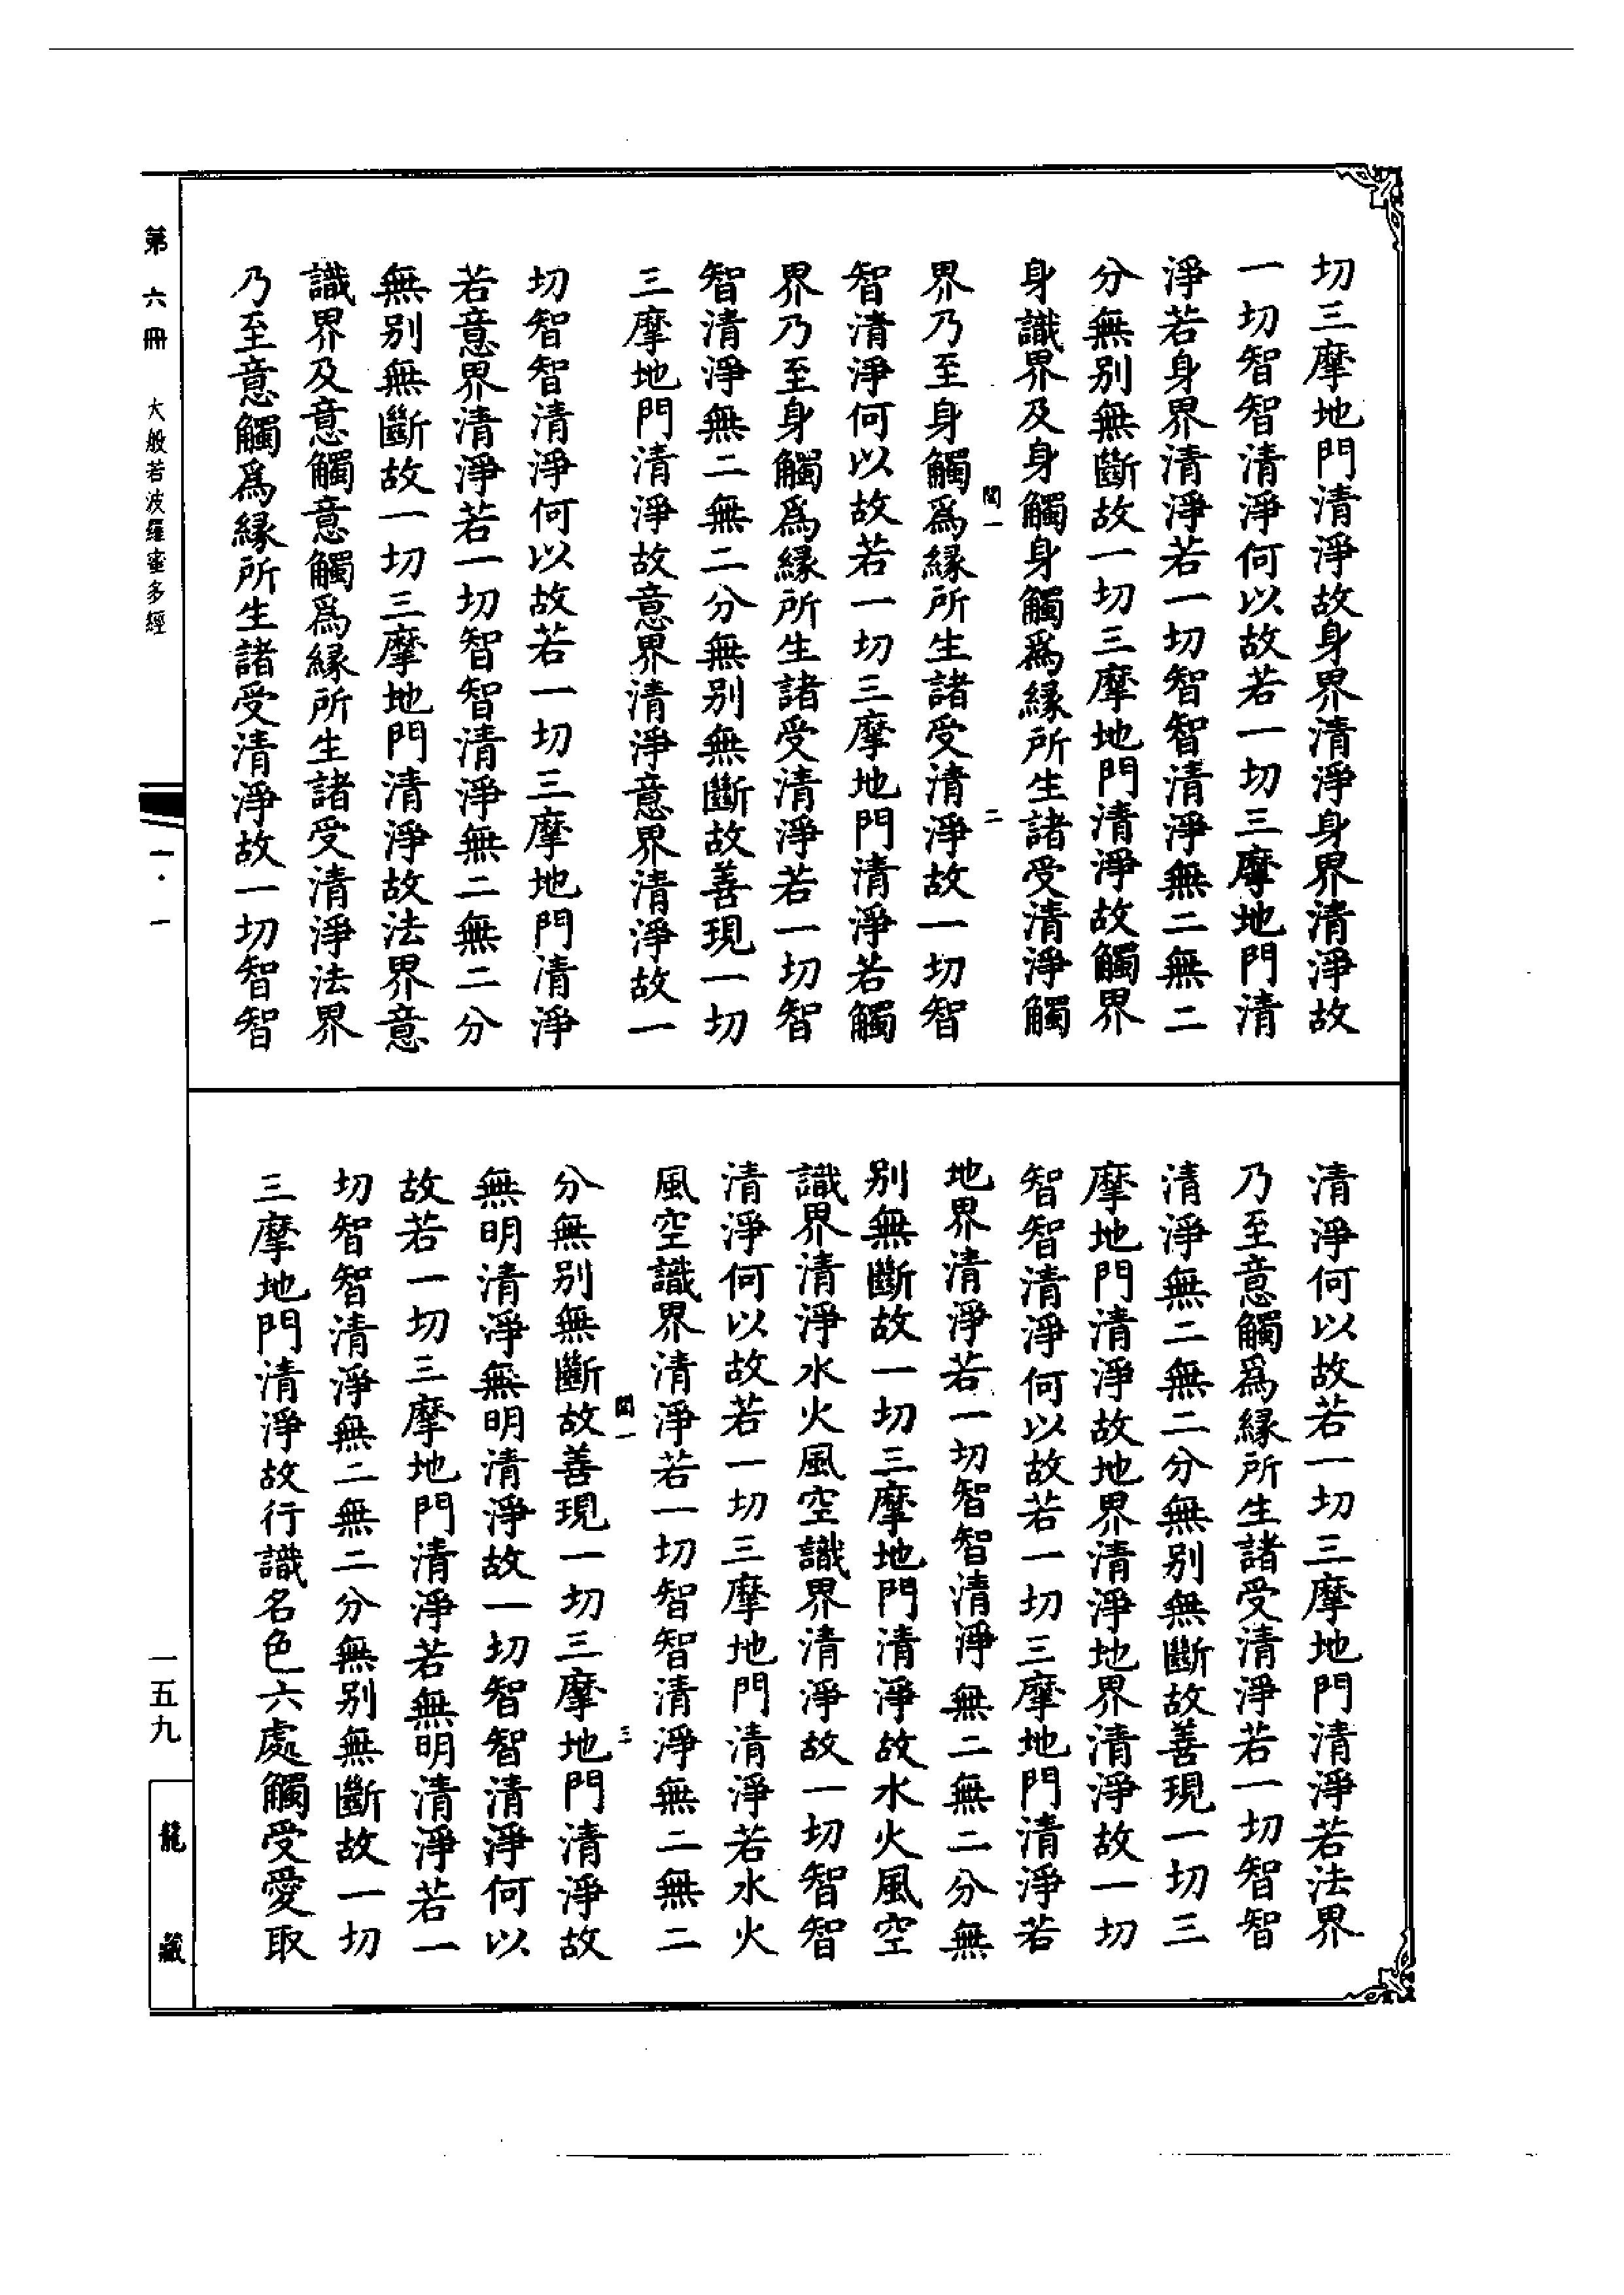 切三摩地門清淨故身界清淨身界清淨故
一切智智清淨何以故若一切三摩地門清
淨若身界清淨若一切智智清淨無二無二
分無别無斷故一切三摩地門清淨故觸界
身識界及身觸身觸爲緣所生諸受清淨觸
二
界乃至身觸爲緣所生諸受清淨故一切智
智清淨何以故若一切三摩地門清淨若觸
界乃至身觸爲緣所生諸受清淨若一切智
智清淨無二無二分無别無斷故善現一切
三摩地門清淨故意界清淨意界清淨故一
切智智清淨何以故若一切三摩地門清淨
若意界清淨若一切智智清淨無二無二分
無别無斷故一切三摩地門清淨故法界意
識界及意觸意觸爲緣所生諸受清淨法界
乃至意觸爲緣所生諸受清淨故一切智智
清淨何以故若一切三摩地門清淨若法界
乃至意觸爲緣所生諸受清淨若一切智智
清淨無二無二分無别無斷故善現一切三
摩地門清淨故地界清淨地界清淨故一切
智智清淨何以故若一切三摩地門清淨若
地界清淨若一切智智清淨無二無二分無
别無斷故一切三摩地門清淨故水火風空
識界清淨水火風空識界清淨故一切智智
清淨何以故若一切三摩地門清淨若水火
風空識界清淨若一切智智清淨無二無二
三
分無别無斷故善現一切三摩地門清淨故
無明清淨無明清淨故一切智智清淨何以
故若一切三摩地門清淨若無明清淨若一
切智智清淨無二無二分無别無斷故一切
三摩地門清淨故行識名色六處觸受愛取
第六冊 大般若波羅蜜多經
一·一
一五九
龍藏